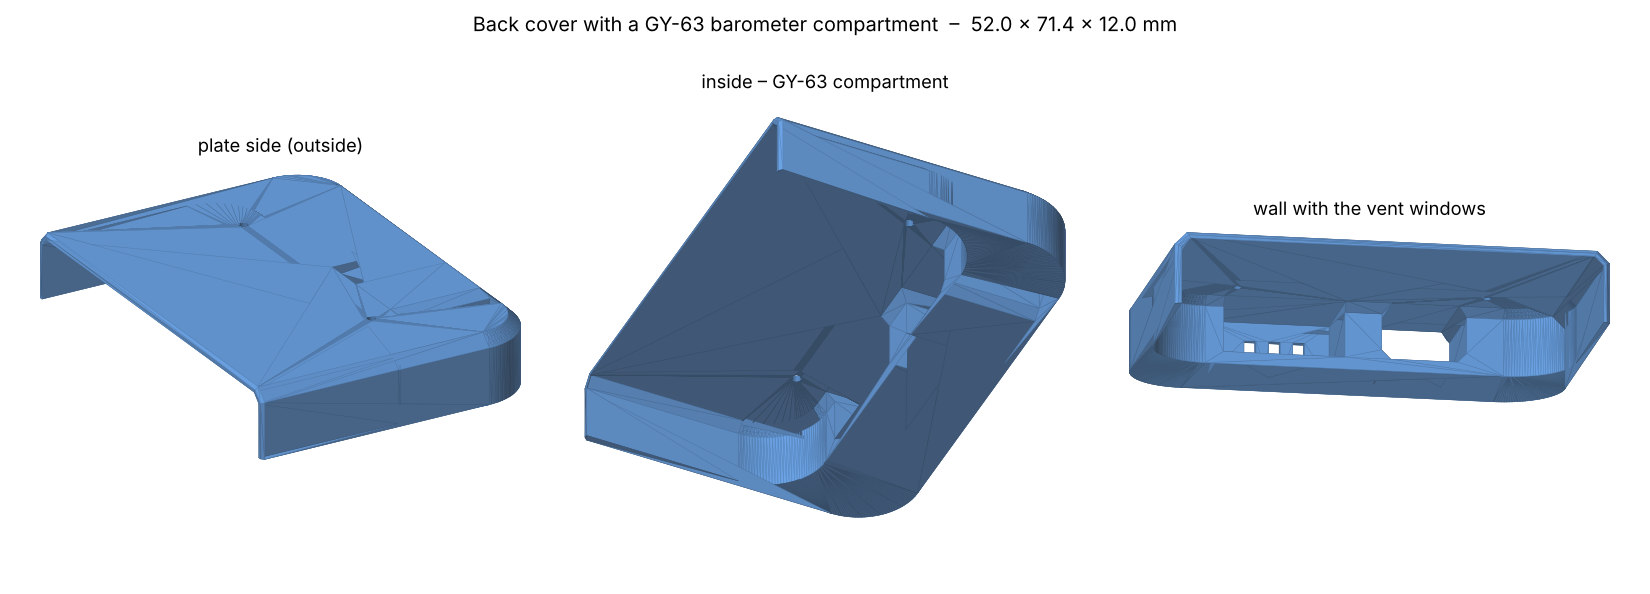 Back cover with a GY-63 barometer compartment – 52.0 × 71.4 × 12.0 mm
inside – GY-63 compartment
plate side (outside)
wall with the vent windows